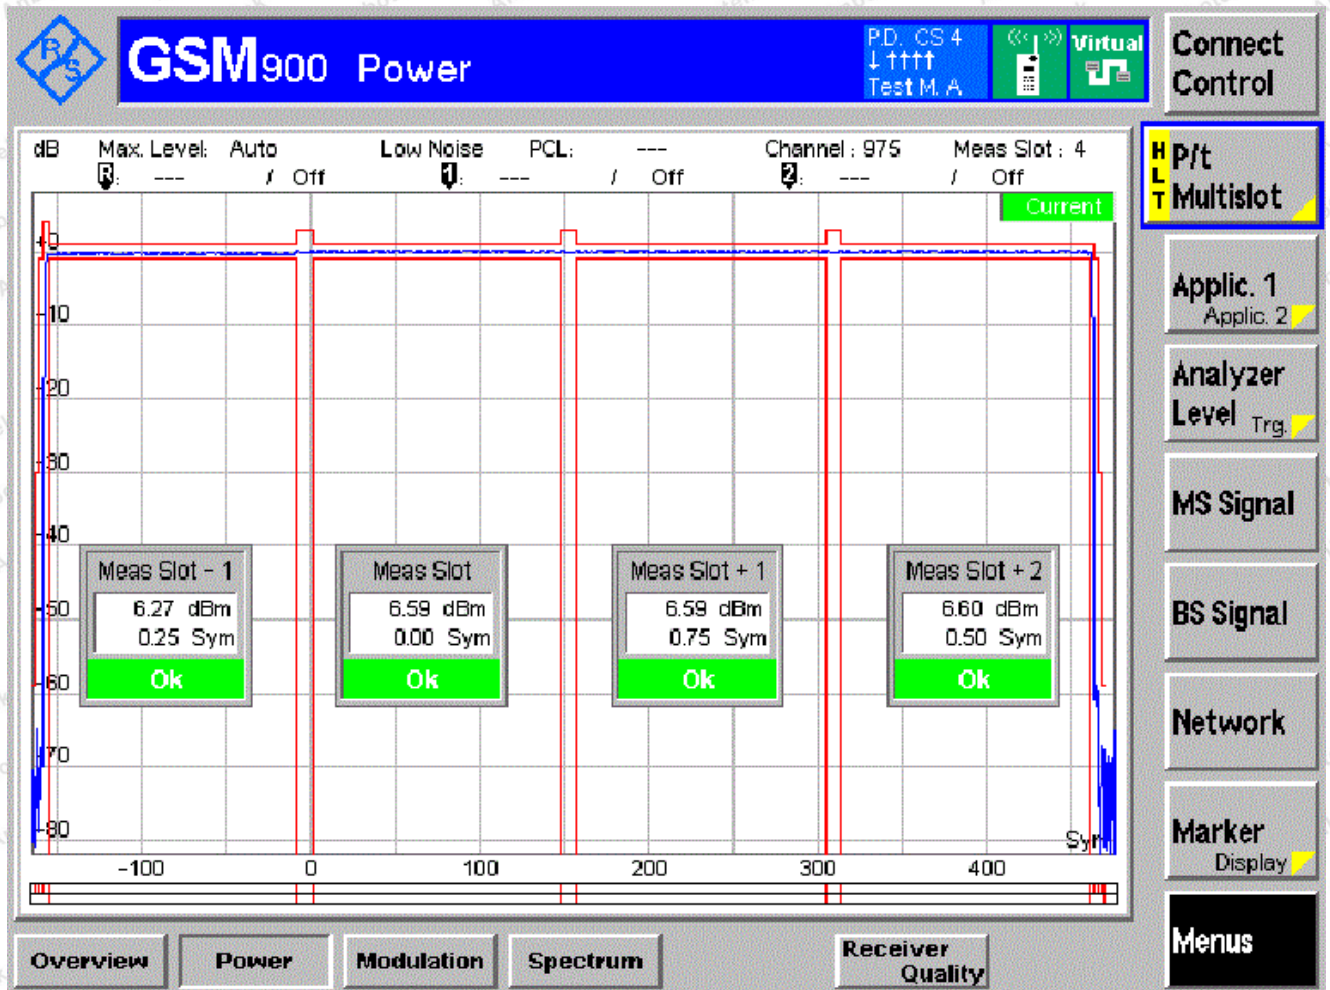 R&S
GSM900 Power
P.D. CS 4
↓↑↑↑↑
Test M. A
Virtual
Connect
Control
dB Max. Level: Auto Low Noise PCL: --- Channel : 975 Meas Slot : 4
R: --- / Off 1: --- / Off 2: --- / Off
Current
HLT
P/t
Multislot
+0
-10
-20
-30
-40
-50
-60
-70
-80
Meas Slot - 1
6.27 dBm
0.25 Sym
Ok
Meas Slot
6.59 dBm
0.00 Sym
Ok
Meas Slot + 1
6.59 dBm
0.75 Sym
Ok
Meas Slot + 2
6.60 dBm
0.50 Sym
Ok
Sym
-100 0 100 200 300 400
Applic. 1
Applic. 2
Analyzer
Level Trg.
MS Signal
BS Signal
Network
Marker
Display
Menus
Overview
Power
Modulation
Spectrum
Receiver
Quality